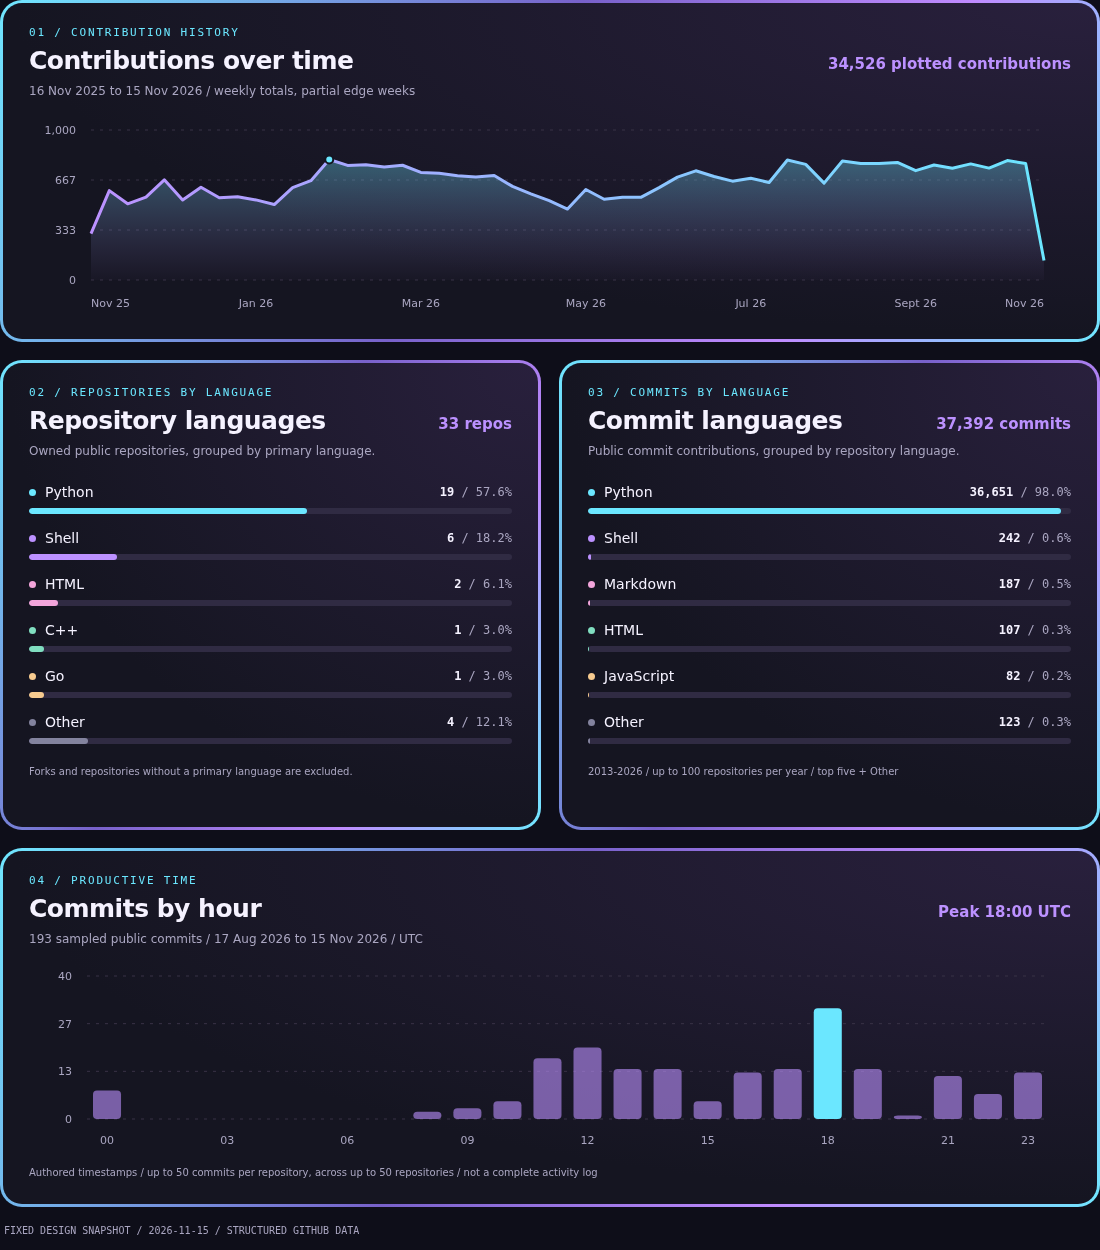 01 / CONTRIBUTION HISTORY
Contributions over time
34,526 plotted contributions
16 Nov 2025 to 15 Nov 2026 / weekly totals, partial edge weeks
1,000
667
333
0
Nov 25 Jan 26 Mar 26 May 26 Jul 26 Sept 26 Nov 26
02 / REPOSITORIES BY LANGUAGE
Repository languages
33 repos
Owned public repositories, grouped by primary language.
Python 19 / 57.6%
Shell 6 / 18.2%
HTML 2 / 6.1%
C++ 1 / 3.0%
Go 1 / 3.0%
Other 4 / 12.1%
Forks and repositories without a primary language are excluded.
03 / COMMITS BY LANGUAGE
Commit languages
37,392 commits
Public commit contributions, grouped by repository language.
Python 36,651 / 98.0%
Shell 242 / 0.6%
Markdown 187 / 0.5%
HTML 107 / 0.3%
JavaScript 82 / 0.2%
Other 123 / 0.3%
2013-2026 / up to 100 repositories per year / top five + Other
04 / PRODUCTIVE TIME
Commits by hour
Peak 18:00 UTC
193 sampled public commits / 17 Aug 2026 to 15 Nov 2026 / UTC
40
27
13
0
00 03 06 09 12 15 18 21 23
Authored timestamps / up to 50 commits per repository, across up to 50 repositories / not a complete activity log
FIXED DESIGN SNAPSHOT / 2026-11-15 / STRUCTURED GITHUB DATA